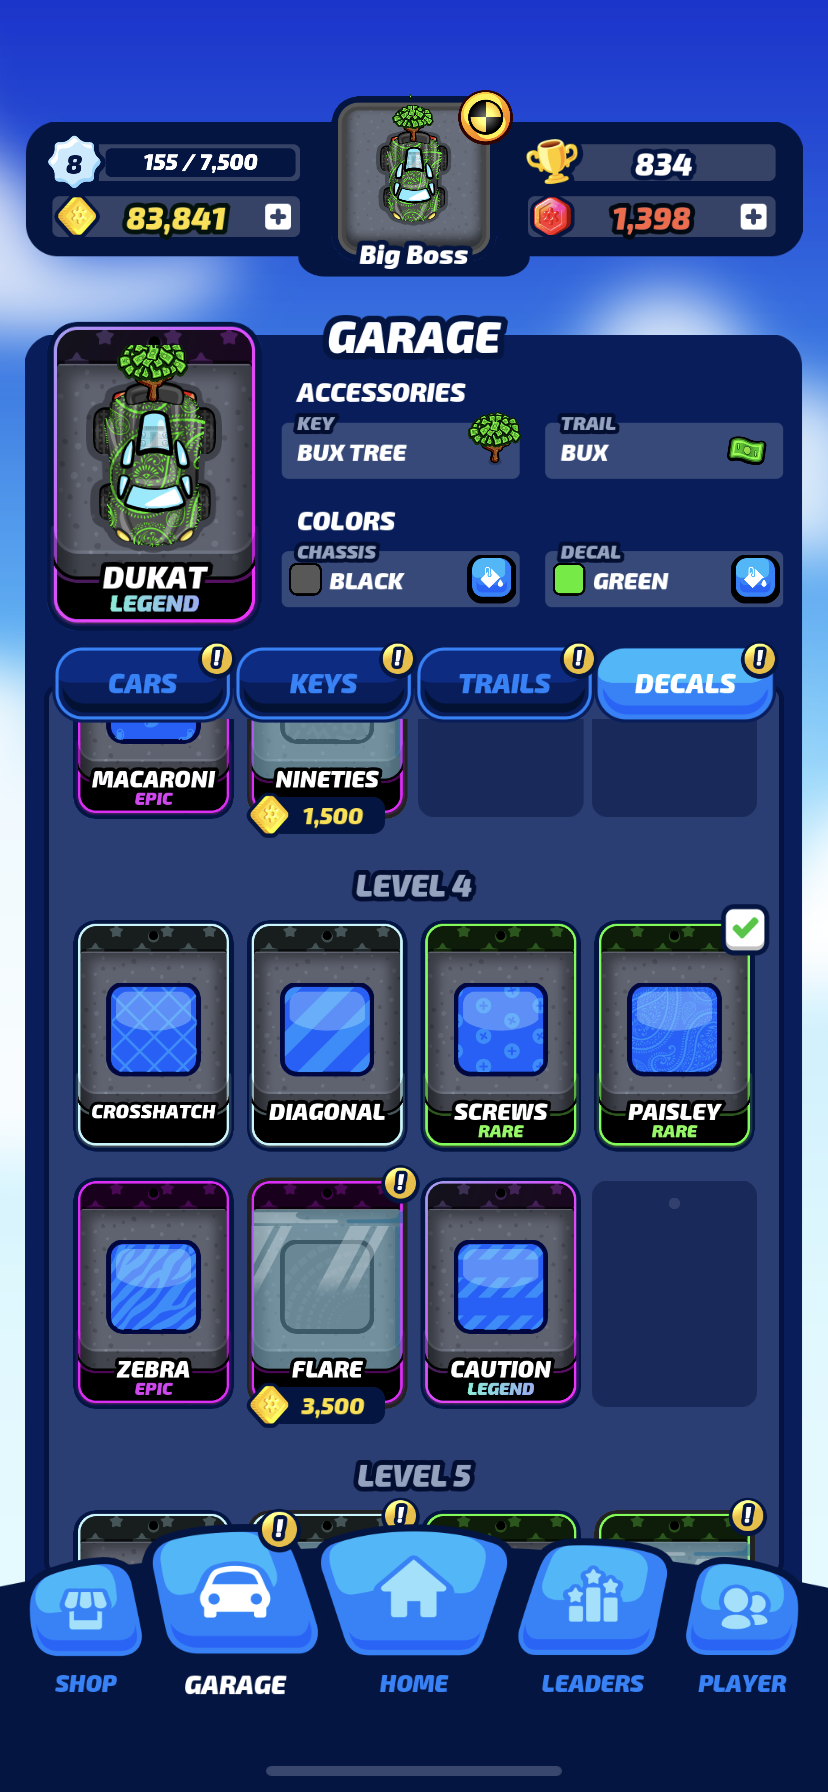 8
155 / 7,500
834
83,841
1,398
Big Boss
GARAGE
ACCESSORIES
KEY
BUX TREE
TRAIL
BUX
COLORS
CHASSIS
BLACK
DECAL
GREEN
DUKAT
LEGEND
CARS
KEYS
TRAILS
DECALS
MACARONI
EPIC
NINETIES
1,500
LEVEL 4
CROSSHATCH
DIAGONAL
SCREWS
RARE
PAISLEY
RARE
ZEBRA
EPIC
FLARE
3,500
CAUTION
LEGEND
LEVEL 5
SHOP
GARAGE
HOME
LEADERS
PLAYER